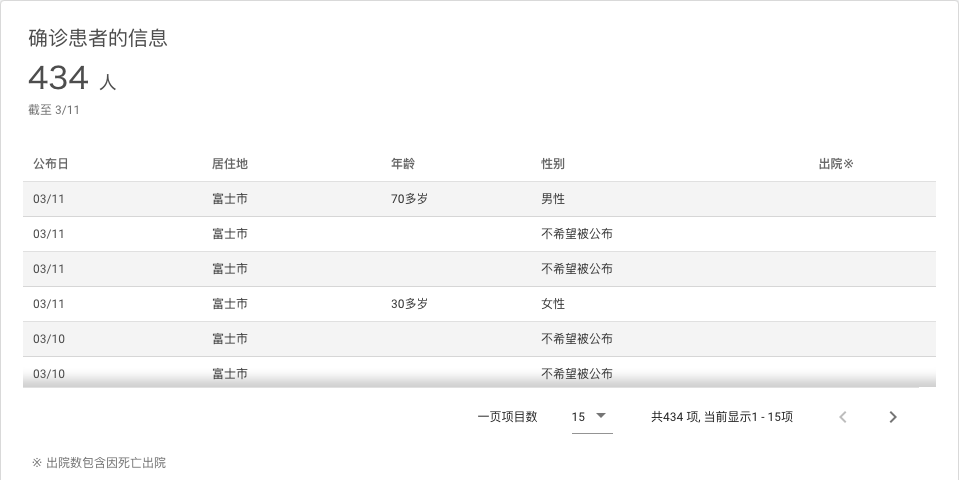 确诊患者的信息
434 人
截至 3/11
公布日 居住地 年龄 性别 出院※
03/11 富士市 70多岁 男性
03/11 富士市 不希望被公布
03/11 富士市 不希望被公布
03/11 富士市 30多岁 女性
03/10 富士市 不希望被公布
03/10 富士市 不希望被公布
一页项目数 15 共434 项, 当前显示1 - 15项
※ 出院数包含因死亡出院